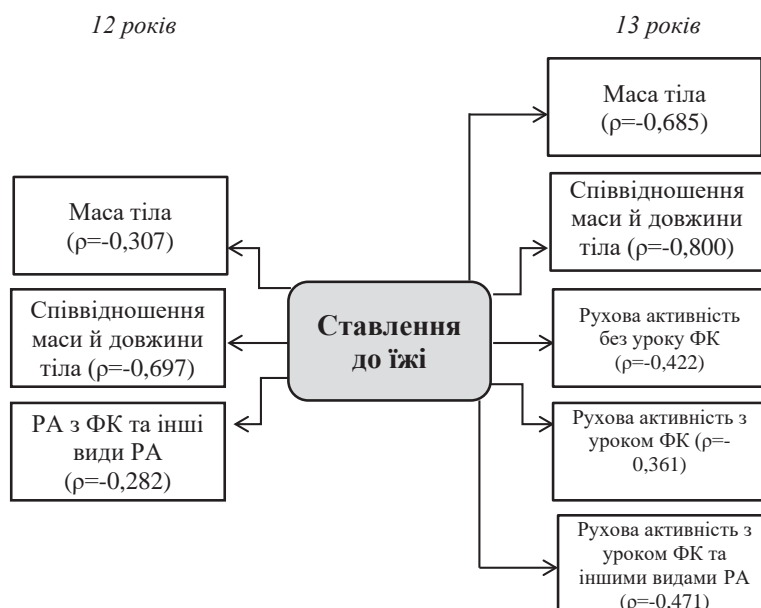 12 років
13 років
Маса тіла
(ρ=-0,307)
Співвідношення
маси й довжини
тіла (ρ=-0,697)
РА з ФК та інші
види РА
(ρ=-0,282)
Ставлення
до їжі
Маса тіла
(ρ=-0,685)
Співвідношення
маси й довжини
тіла (ρ=-0,800)
Рухова активність
без уроку ФК
(ρ=-0,422)
Рухова активність з
уроком ФК (ρ=-
0,361)
Рухова активність з
уроком ФК та
іншими видами РА
(ρ=-0,471)